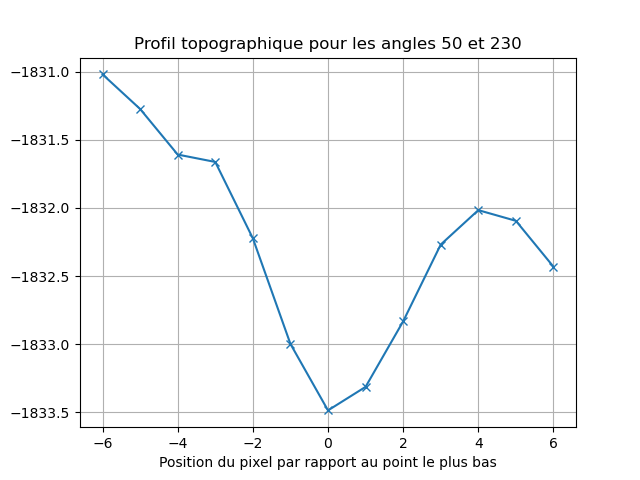 Profil topographique pour les angles 50 et 230
−1831.0
−1831.5
−1832.0
−1832.5
−1833.0
−1833.5
−6 −4 −2 0 2 4 6
Position du pixel par rapport au point le plus bas